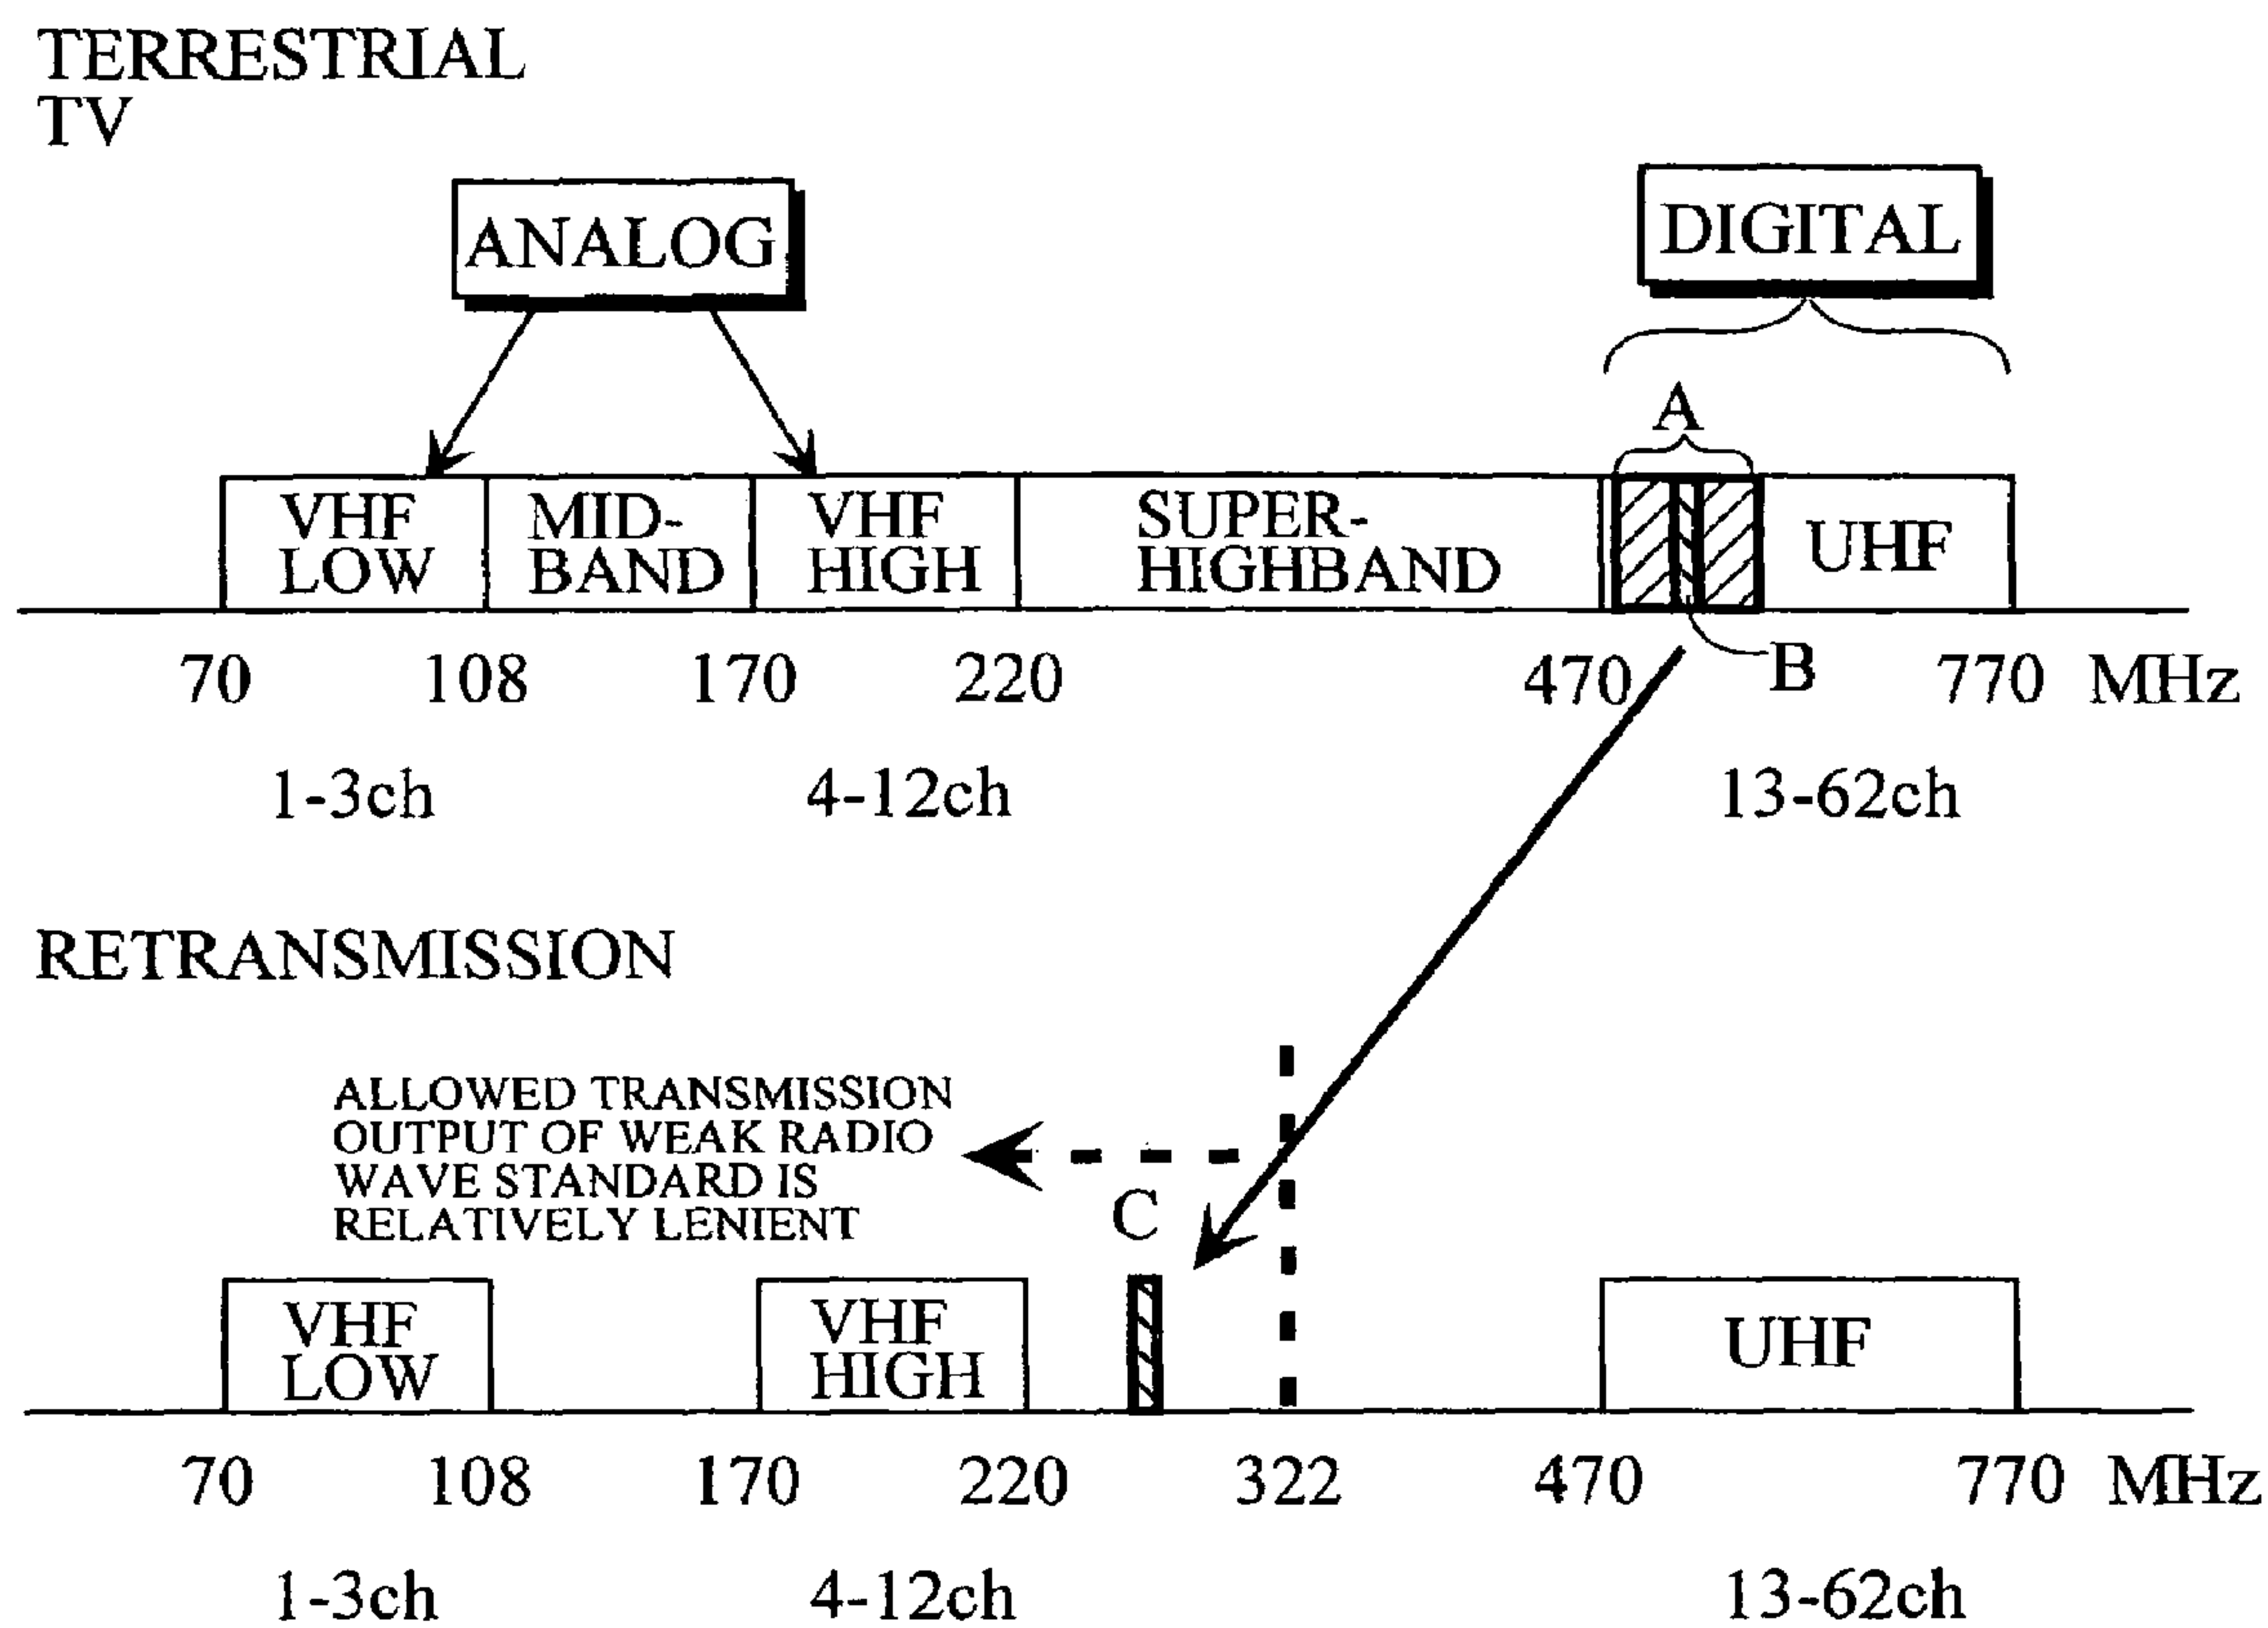 TERRESTRIAL
TV
ANALOG
DIGITAL
A
VHF
LOW
MID-
BAND
VHF
HIGH
SUPER-
HIGHBAND
UHF
B
70 108 170 220 470 770 MHz
1-3ch 4-12ch 13-62ch
RETRANSMISSION
ALLOWED TRANSMISSION
OUTPUT OF WEAK RADIO
WAVE STANDARD IS
RELATIVELY LENIENT
C
VHF
LOW
VHF
HIGH
UHF
70 108 170 220 322 470 770 MHz
1-3ch 4-12ch 13-62ch